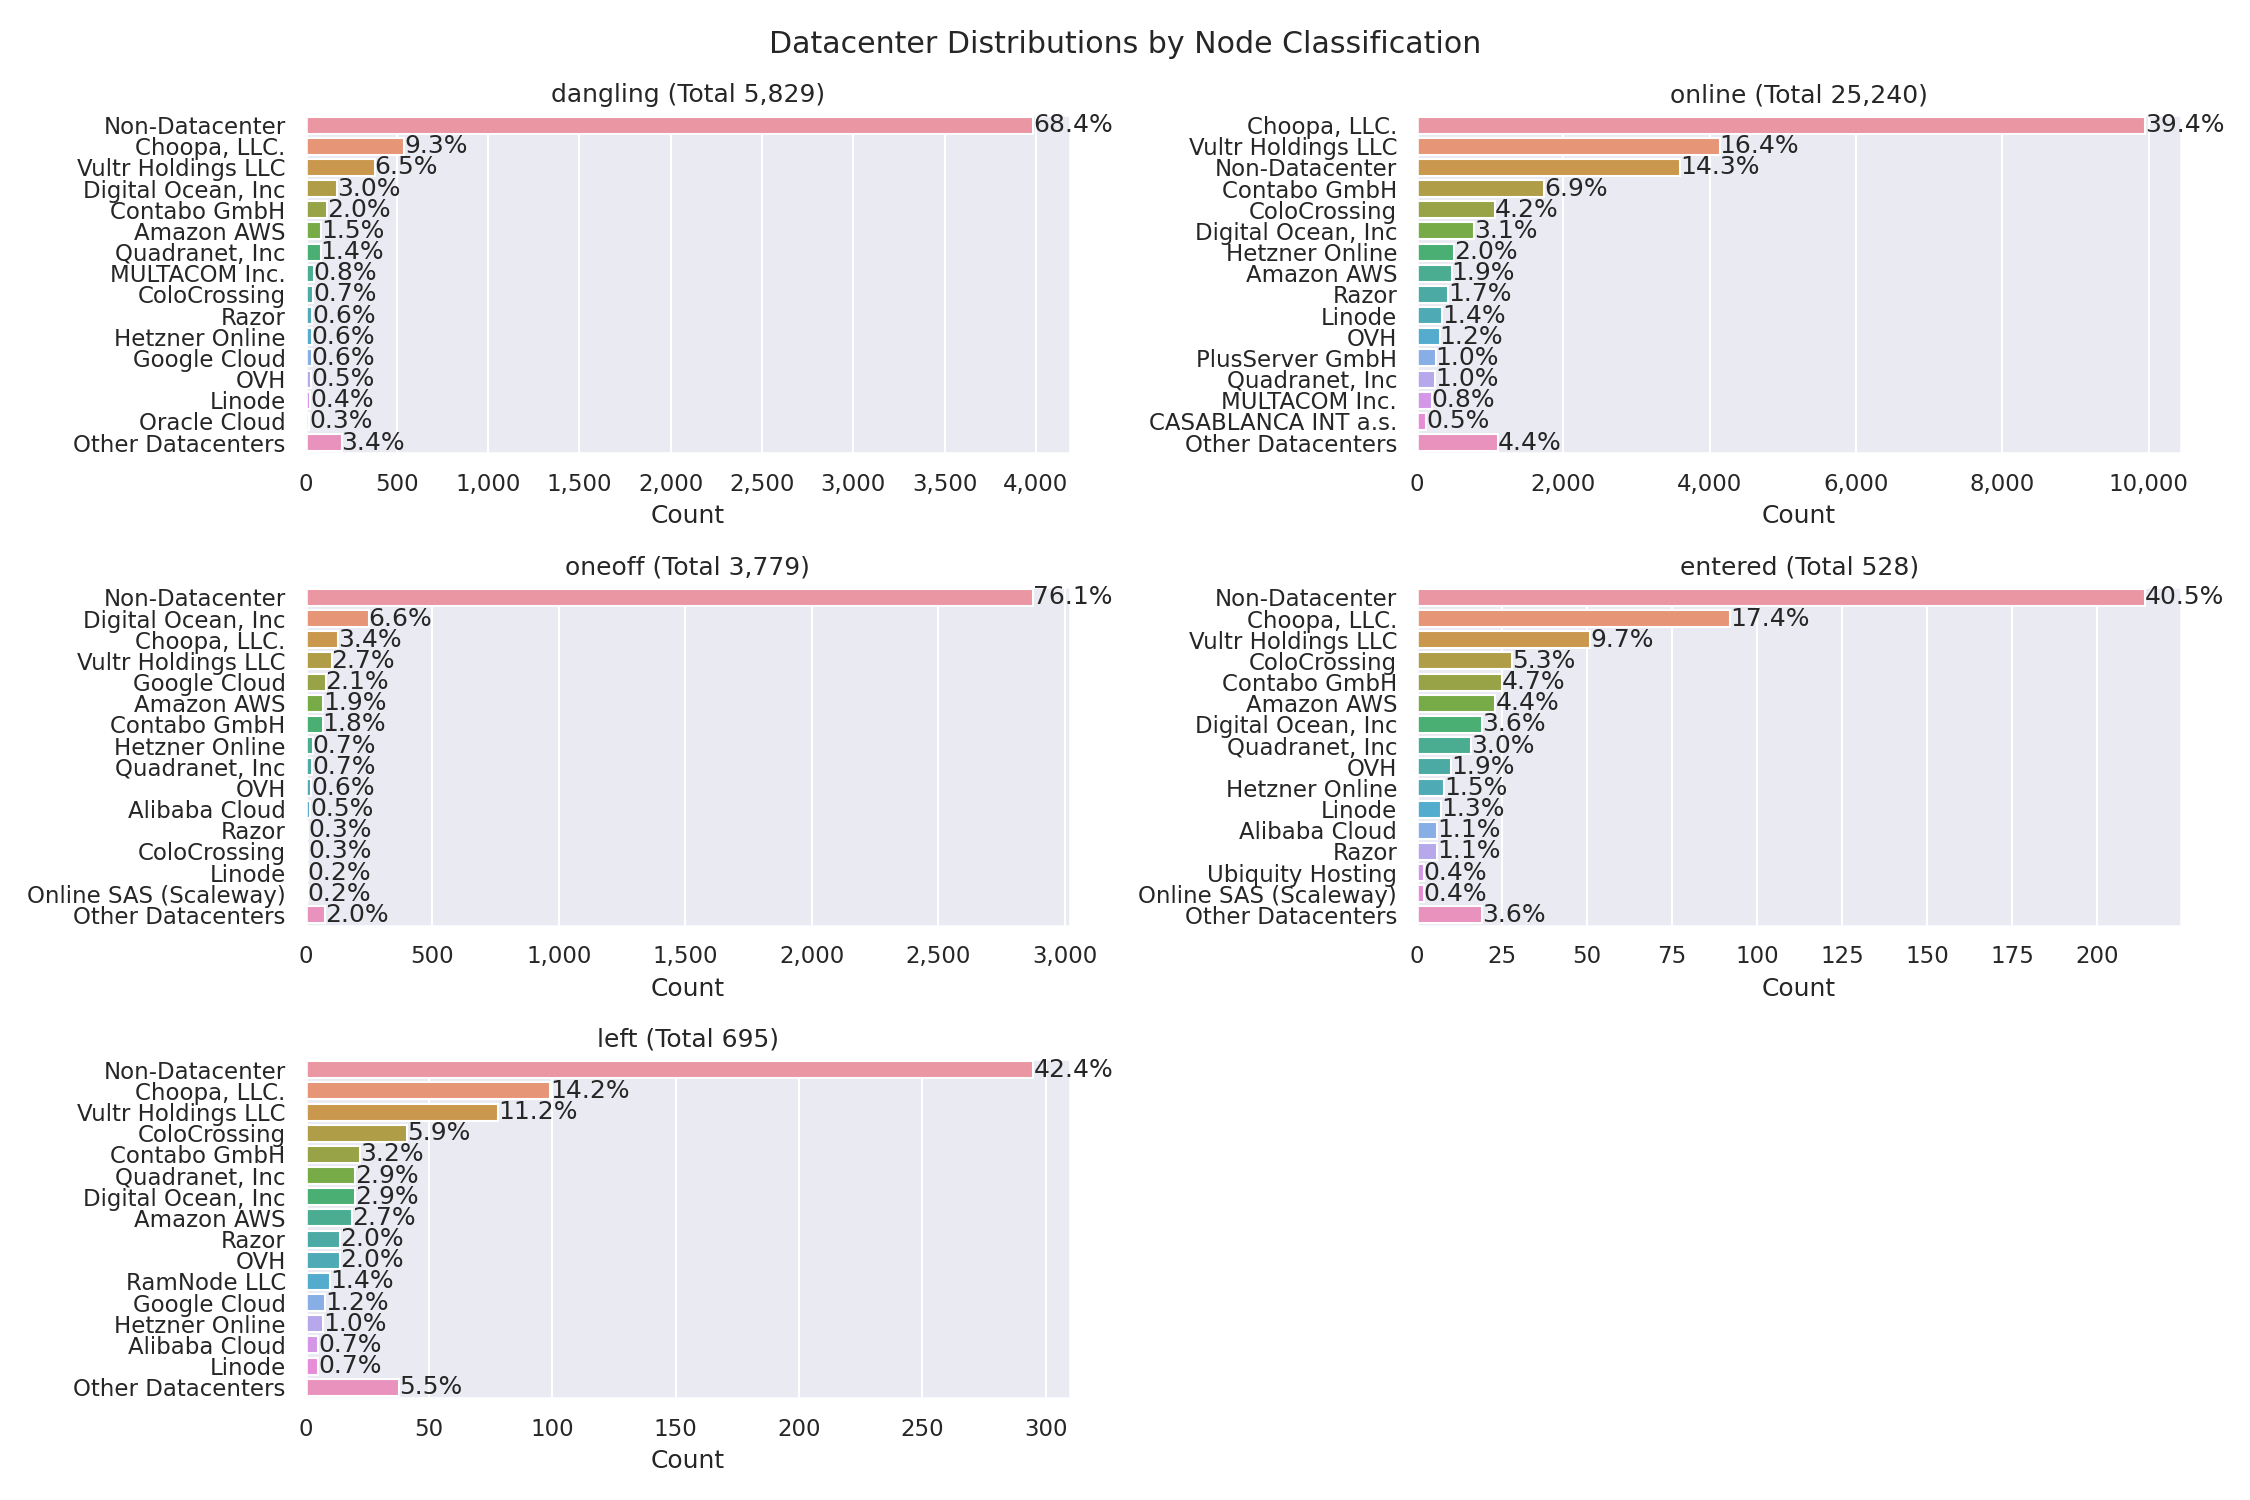 Datacenter Distributions by Node Classification
dangling (Total 5,829)
Non-Datacenter 68.4%
Choopa, LLC. 9.3%
Vultr Holdings LLC 6.5%
Digital Ocean, Inc 3.0%
Contabo GmbH 2.0%
Amazon AWS 1.5%
Quadranet, Inc 1.4%
MULTACOM Inc. 0.8%
ColoCrossing 0.7%
Razor 0.6%
Hetzner Online 0.6%
Google Cloud 0.6%
OVH 0.5%
Linode 0.4%
Oracle Cloud 0.3%
Other Datacenters 3.4%
0 500 1,000 1,500 2,000 2,500 3,000 3,500 4,000
Count
online (Total 25,240)
Choopa, LLC. 39.4%
Vultr Holdings LLC 16.4%
Non-Datacenter 14.3%
Contabo GmbH 6.9%
ColoCrossing 4.2%
Digital Ocean, Inc 3.1%
Hetzner Online 2.0%
Amazon AWS 1.9%
Razor 1.7%
Linode 1.4%
OVH 1.2%
PlusServer GmbH 1.0%
Quadranet, Inc 1.0%
MULTACOM Inc. 0.8%
CASABLANCA INT a.s. 0.5%
Other Datacenters 4.4%
0 2,000 4,000 6,000 8,000 10,000
Count
oneoff (Total 3,779)
Non-Datacenter 76.1%
Digital Ocean, Inc 6.6%
Choopa, LLC. 3.4%
Vultr Holdings LLC 2.7%
Google Cloud 2.1%
Amazon AWS 1.9%
Contabo GmbH 1.8%
Hetzner Online 0.7%
Quadranet, Inc 0.7%
OVH 0.6%
Alibaba Cloud 0.5%
Razor 0.3%
ColoCrossing 0.3%
Linode 0.2%
Online SAS (Scaleway) 0.2%
Other Datacenters 2.0%
0 500 1,000 1,500 2,000 2,500 3,000
Count
entered (Total 528)
Non-Datacenter 40.5%
Choopa, LLC. 17.4%
Vultr Holdings LLC 9.7%
ColoCrossing 5.3%
Contabo GmbH 4.7%
Amazon AWS 4.4%
Digital Ocean, Inc 3.6%
Quadranet, Inc 3.0%
OVH 1.9%
Hetzner Online 1.5%
Linode 1.3%
Alibaba Cloud 1.1%
Razor 1.1%
Ubiquity Hosting 0.4%
Online SAS (Scaleway) 0.4%
Other Datacenters 3.6%
0 25 50 75 100 125 150 175 200
Count
left (Total 695)
Non-Datacenter 42.4%
Choopa, LLC. 14.2%
Vultr Holdings LLC 11.2%
ColoCrossing 5.9%
Contabo GmbH 3.2%
Quadranet, Inc 2.9%
Digital Ocean, Inc 2.9%
Amazon AWS 2.7%
Razor 2.0%
OVH 2.0%
RamNode LLC 1.4%
Google Cloud 1.2%
Hetzner Online 1.0%
Alibaba Cloud 0.7%
Linode 0.7%
Other Datacenters 5.5%
0 50 100 150 200 250 300
Count